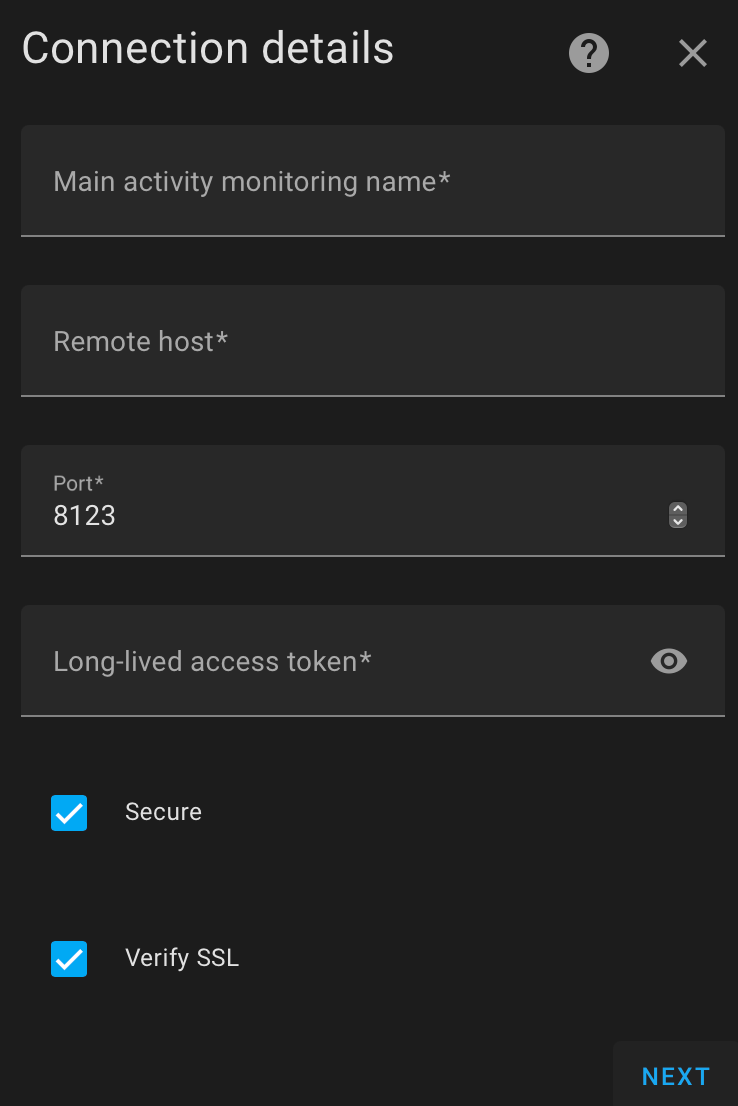 Connection details
Main activity monitoring name*
Remote host*
Port*
8123
Long-lived access token*
Secure
Verify SSL
NEXT